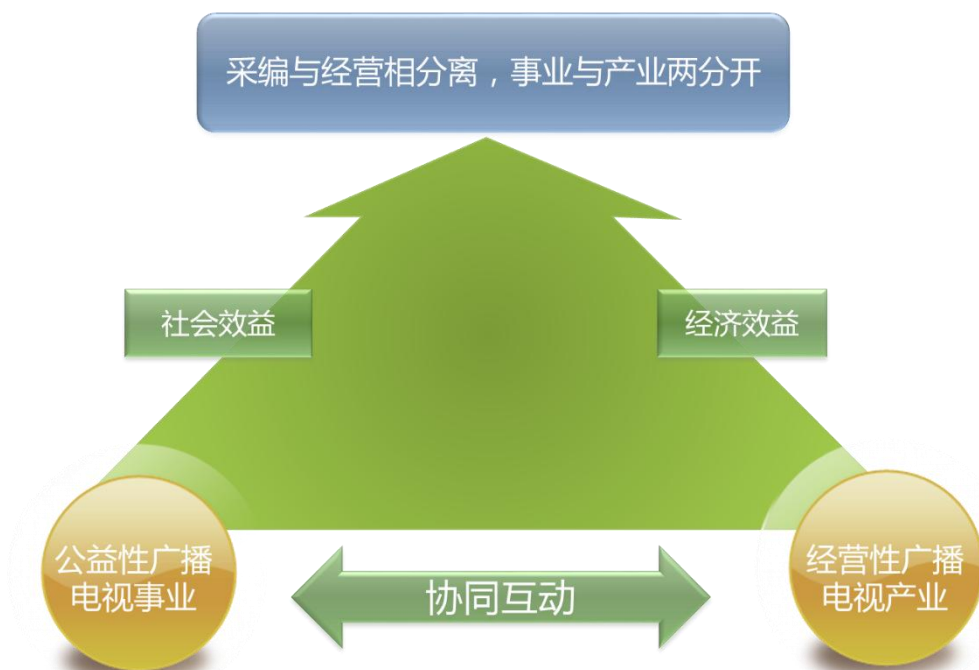 采编与经营相分离，事业与产业两分开
社会效益
经济效益
公益性广播
电视事业
协同互动
经营性广播
电视产业